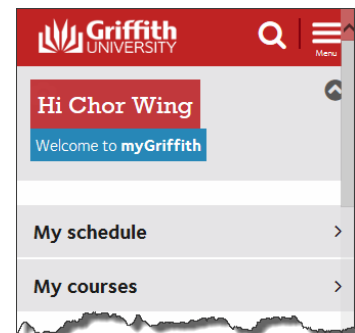 Griffith
UNIVERSITY
Menu
Hi Chor Wing
Welcome to myGriffith
My schedule
My courses